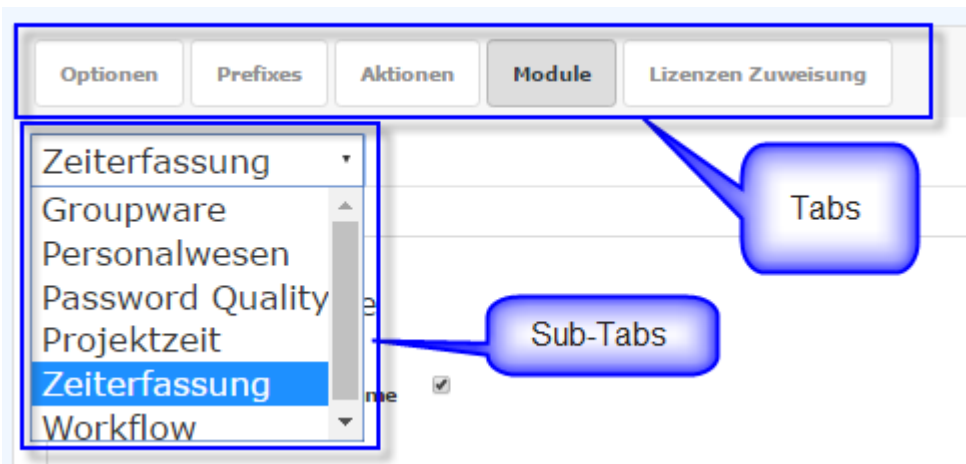 Optionen Prefixes Aktionen Module Lizenzen Zuweisung
Zeiterfassung
Groupware
Personalwesen
Password Quality
Projektzeit
Zeiterfassung
Workflow
Tabs
Sub-Tabs